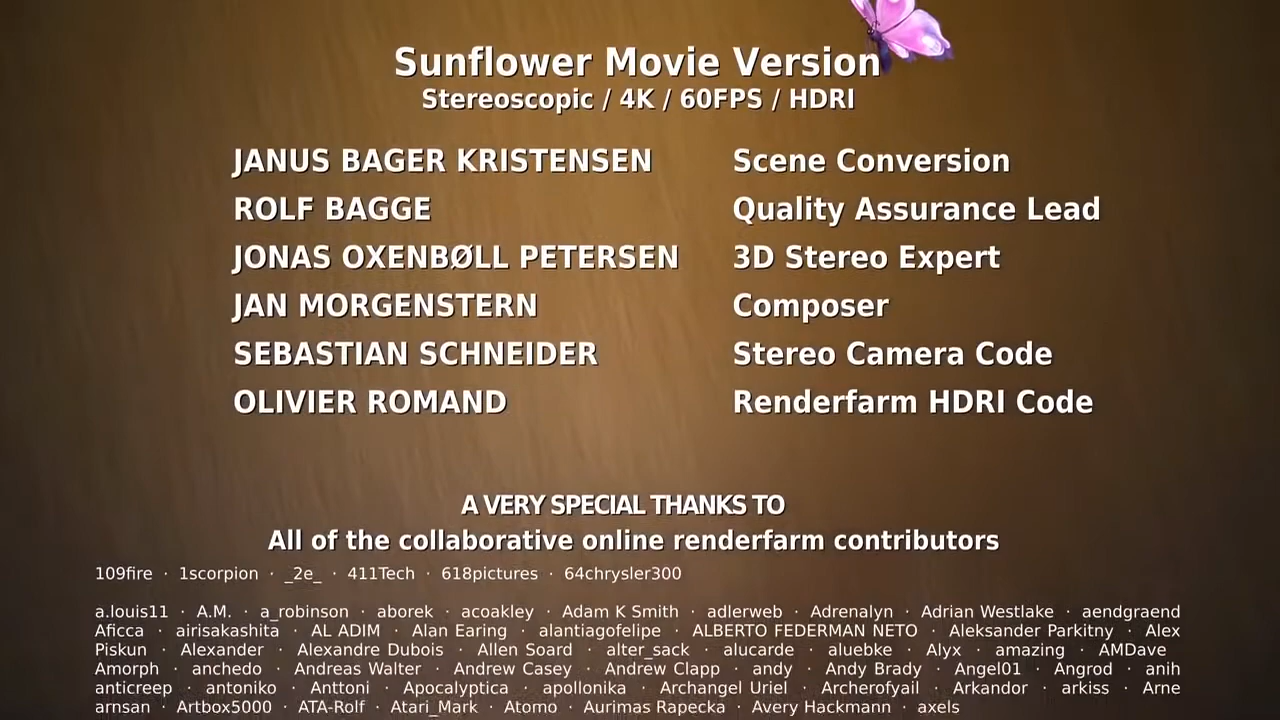 Sunflower Movie Version
Stereoscopic / 4K / 60FPS / HDRI
JANUS BAGER KRISTENSEN Scene Conversion
ROLF BAGGE Quality Assurance Lead
JONAS OXENBØLL PETERSEN 3D Stereo Expert
JAN MORGENSTERN Composer
SEBASTIAN SCHNEIDER Stereo Camera Code
OLIVIER ROMAND Renderfarm HDRI Code
A VERY SPECIAL THANKS TO
All of the collaborative online renderfarm contributors
109fire · 1scorpion · _2e_ · 411Tech · 618pictures · 64chrysler300
a.louis11 · A.M. · a_robinson · aborek · acoakley · Adam K Smith · adlerweb · Adrenalyn · Adrian Westlake · aendgraend
Aficca · airisakashita · AL ADIM · Alan Earing · alantiagofelipe · ALBERTO FEDERMAN NETO · Aleksander Parkitny · Alex
Piskun · Alexander · Alexandre Dubois · Allen Soard · alter_sack · alucarde · aluebke · Alyx · amazing · AMDave
Amorph · anchedo · Andreas Walter · Andrew Casey · Andrew Clapp · andy · Andy Brady · Angel01 · Angrod · anih
anticreep · antoniko · Anttoni · Apocalyptica · apollonika · Archangel Uriel · Archerofyail · Arkandor · arkiss · Arne
arnsan · Artbox5000 · ATA-Rolf · Atari_Mark · Atomo · Aurimas Rapecka · Avery Hackmann · axels